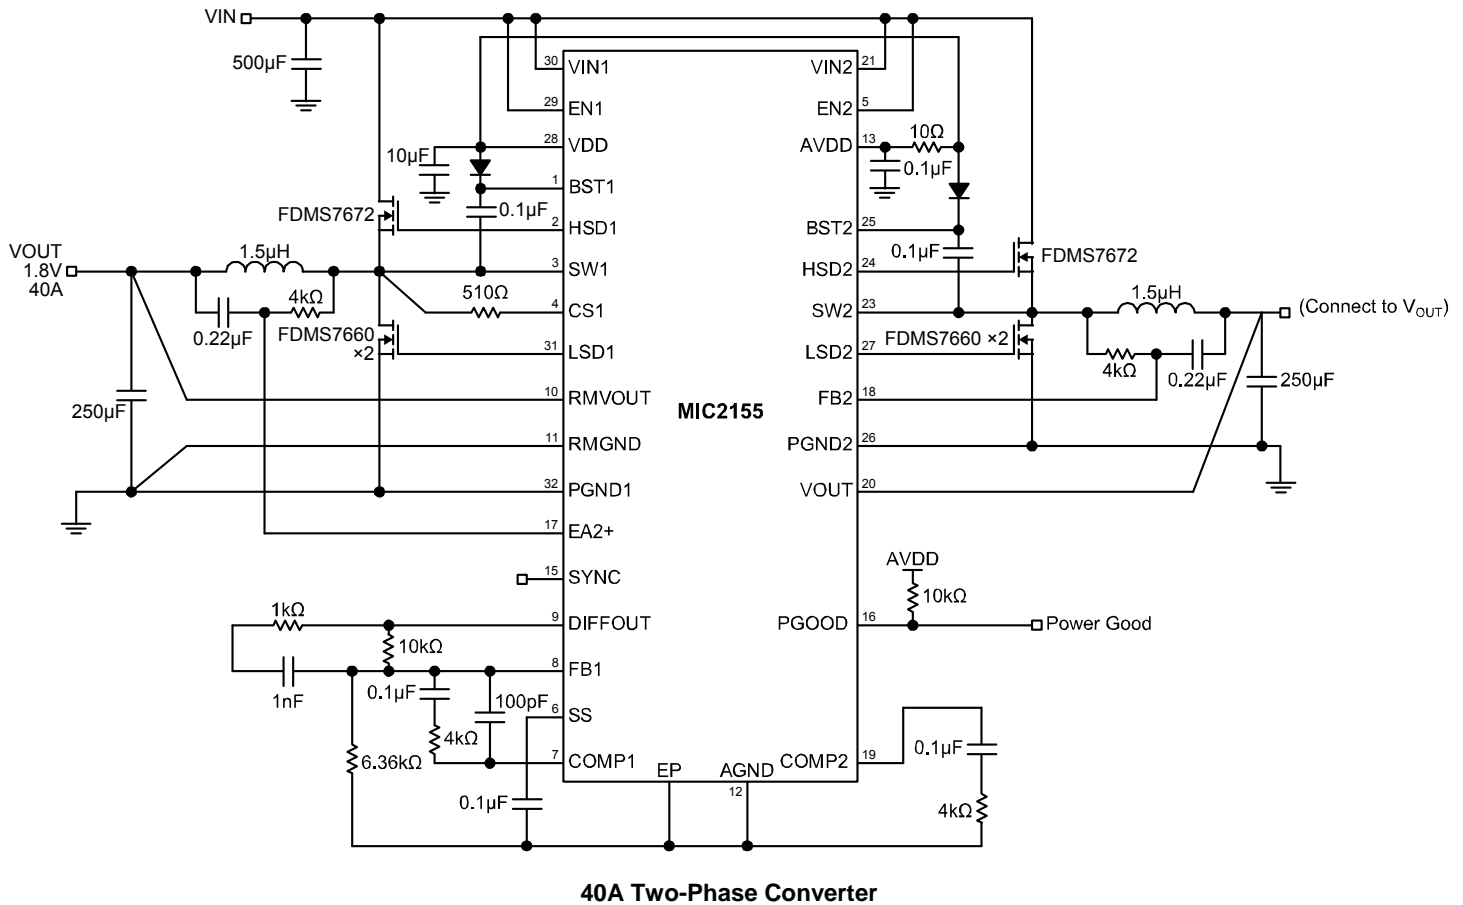 VIN
500µF
30
VIN1
VIN2
21
29
EN1
EN2
5
28
VDD
AVDD
13
10Ω
10µF
0.1µF
1
BST1
FDMS7672
0.1µF
2
HSD1
BST2
25
0.1µF
FDMS7672
VOUT
1.8V
40A
1.5µH
3
SW1
HSD2
24
4kΩ
510Ω
4
CS1
SW2
23
1.5µH
(Connect to VOUT)
0.22µF
FDMS7660
×2
31
LSD1
LSD2
27
FDMS7660 ×2
4kΩ
0.22µF
250µF
250µF
10
RMVOUT
MIC2155
FB2
18
11
RMGND
PGND2
26
32
PGND1
VOUT
20
17
EA2+
15
SYNC
AVDD
10kΩ
1kΩ
9
DIFFOUT
PGOOD
16
Power Good
10kΩ
1nF
8
FB1
0.1µF
100pF
6
SS
4kΩ
6.36kΩ
7
COMP1
EP
AGND
12
COMP2
19
0.1µF
0.1µF
4kΩ
40A Two-Phase Converter